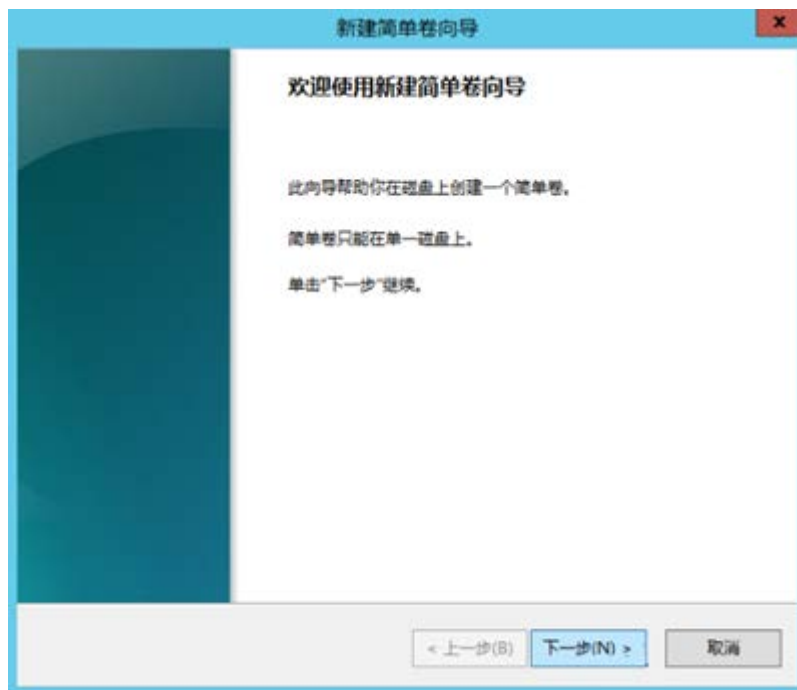 新建简单卷向导
x
欢迎使用新建简单卷向导
此向导帮助你在磁盘上创建一个简单卷。
简单卷只能在单一磁盘上。
单击"下一步"继续。
< 上一步(B)
下一步(N) >
取消